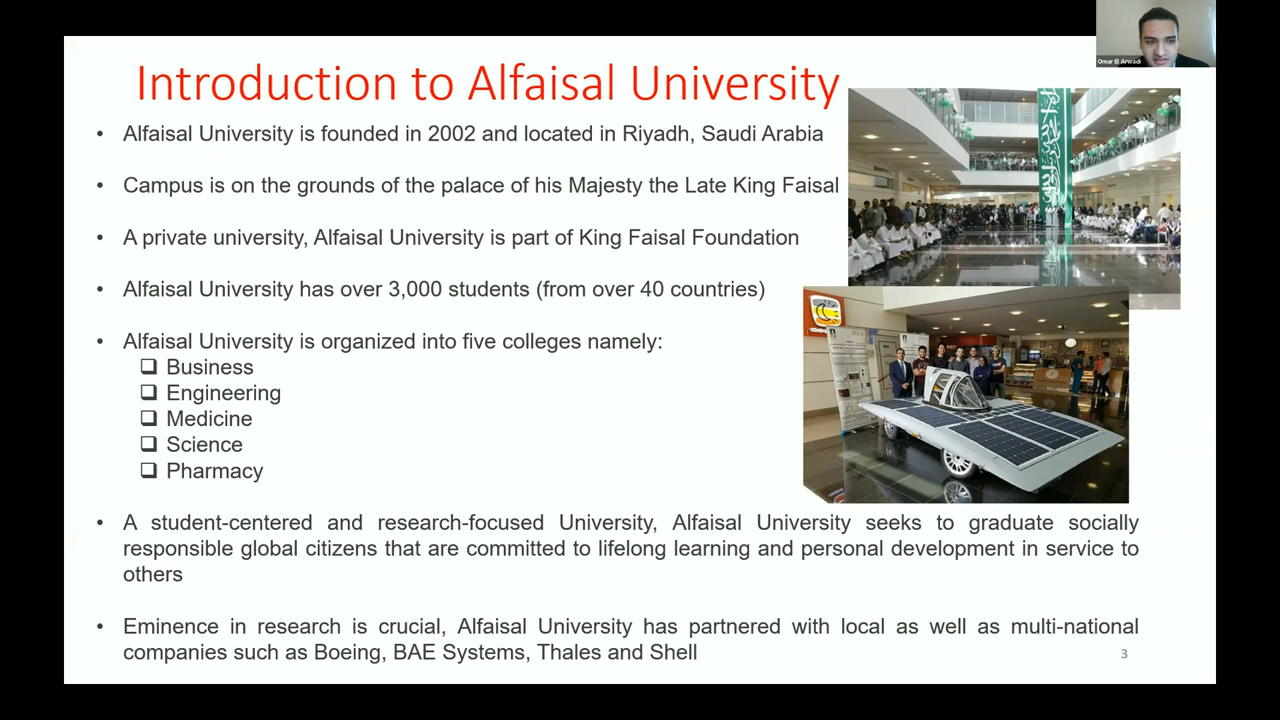 Omar El Arwadi
Introduction to Alfaisal University
• Alfaisal University is founded in 2002 and located in Riyadh, Saudi Arabia
• Campus is on the grounds of the palace of his Majesty the Late King Faisal
• A private university, Alfaisal University is part of King Faisal Foundation
• Alfaisal University has over 3,000 students (from over 40 countries)
• Alfaisal University is organized into five colleges namely:
❑ Business
❑ Engineering
❑ Medicine
❑ Science
❑ Pharmacy
• A student-centered and research-focused University, Alfaisal University seeks to graduate socially
responsible global citizens that are committed to lifelong learning and personal development in service to
others
• Eminence in research is crucial, Alfaisal University has partnered with local as well as multi-national
companies such as Boeing, BAE Systems, Thales and Shell
3